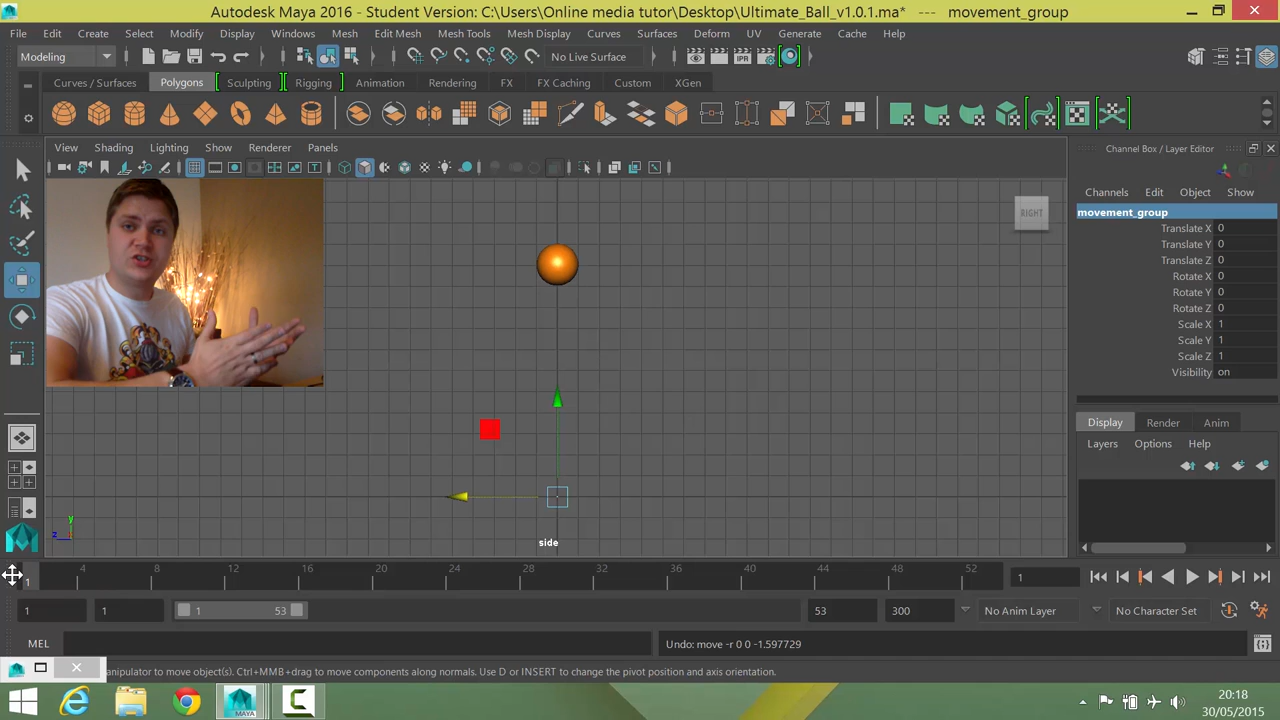 Autodesk Maya 2016 - Student Version: C:\Users\Online media tutor\Desktop\Ultimate_Ball_v1.0.1.ma* --- movement_group
File Edit Create Select Modify Display Windows Mesh Edit Mesh Mesh Tools Mesh Display Curves Surfaces Deform UV Generate Cache Help
Modeling No Live Surface
Curves / Surfaces Polygons Sculpting Rigging Animation Rendering FX FX Caching Custom XGen
IPR
View Shading Lighting Show Renderer Panels
Channel Box / Layer Editor
Channels Edit Object Show
movement_group
Translate X 0
Translate Y 0
Translate Z 0
Rotate X 0
Rotate Y 0
Rotate Z 0
Scale X 1
Scale Y 1
Scale Z 1
Visibility on
RIGHT
Display Render Anim
Layers Options Help
y
z
side
4 8 12 16 20 24 28 32 36 40 44 48 52
1 1
1 1 1 53 53 300 No Anim Layer No Character Set
MEL Undo: move -r 0 0 -1.597729
anipulator to move object(s). Ctrl+MMB+drag to move components along normals. Use D or INSERT to change the pivot position and axis orientation.
MAYA
20:18
30/05/2015